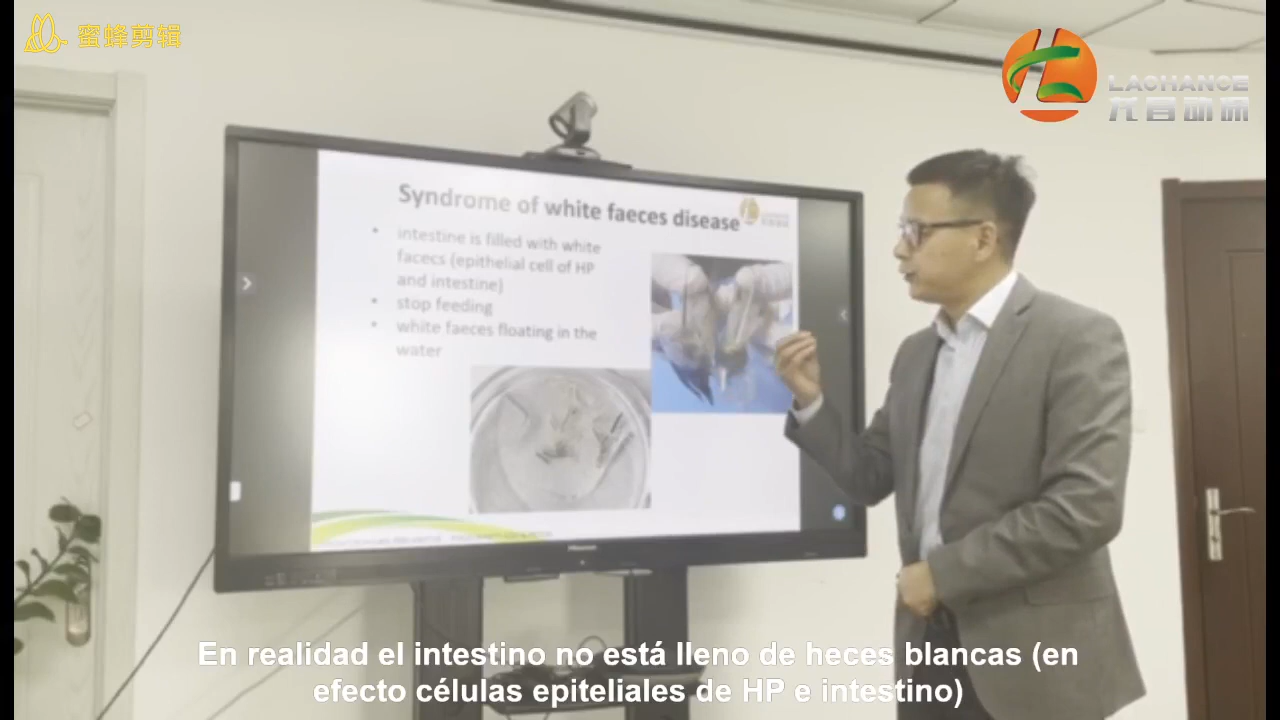 蜜蜂剪辑
LACHANCE
Syndrome of white faeces disease
• intestine is filled with white
faeces (epithelial cell of HP
and intestine)
• stop feeding
• white faeces floating in the
water
Hisense
En realidad el intestino no está lleno de heces blancas (en
efecto células epiteliales de HP e intestino)